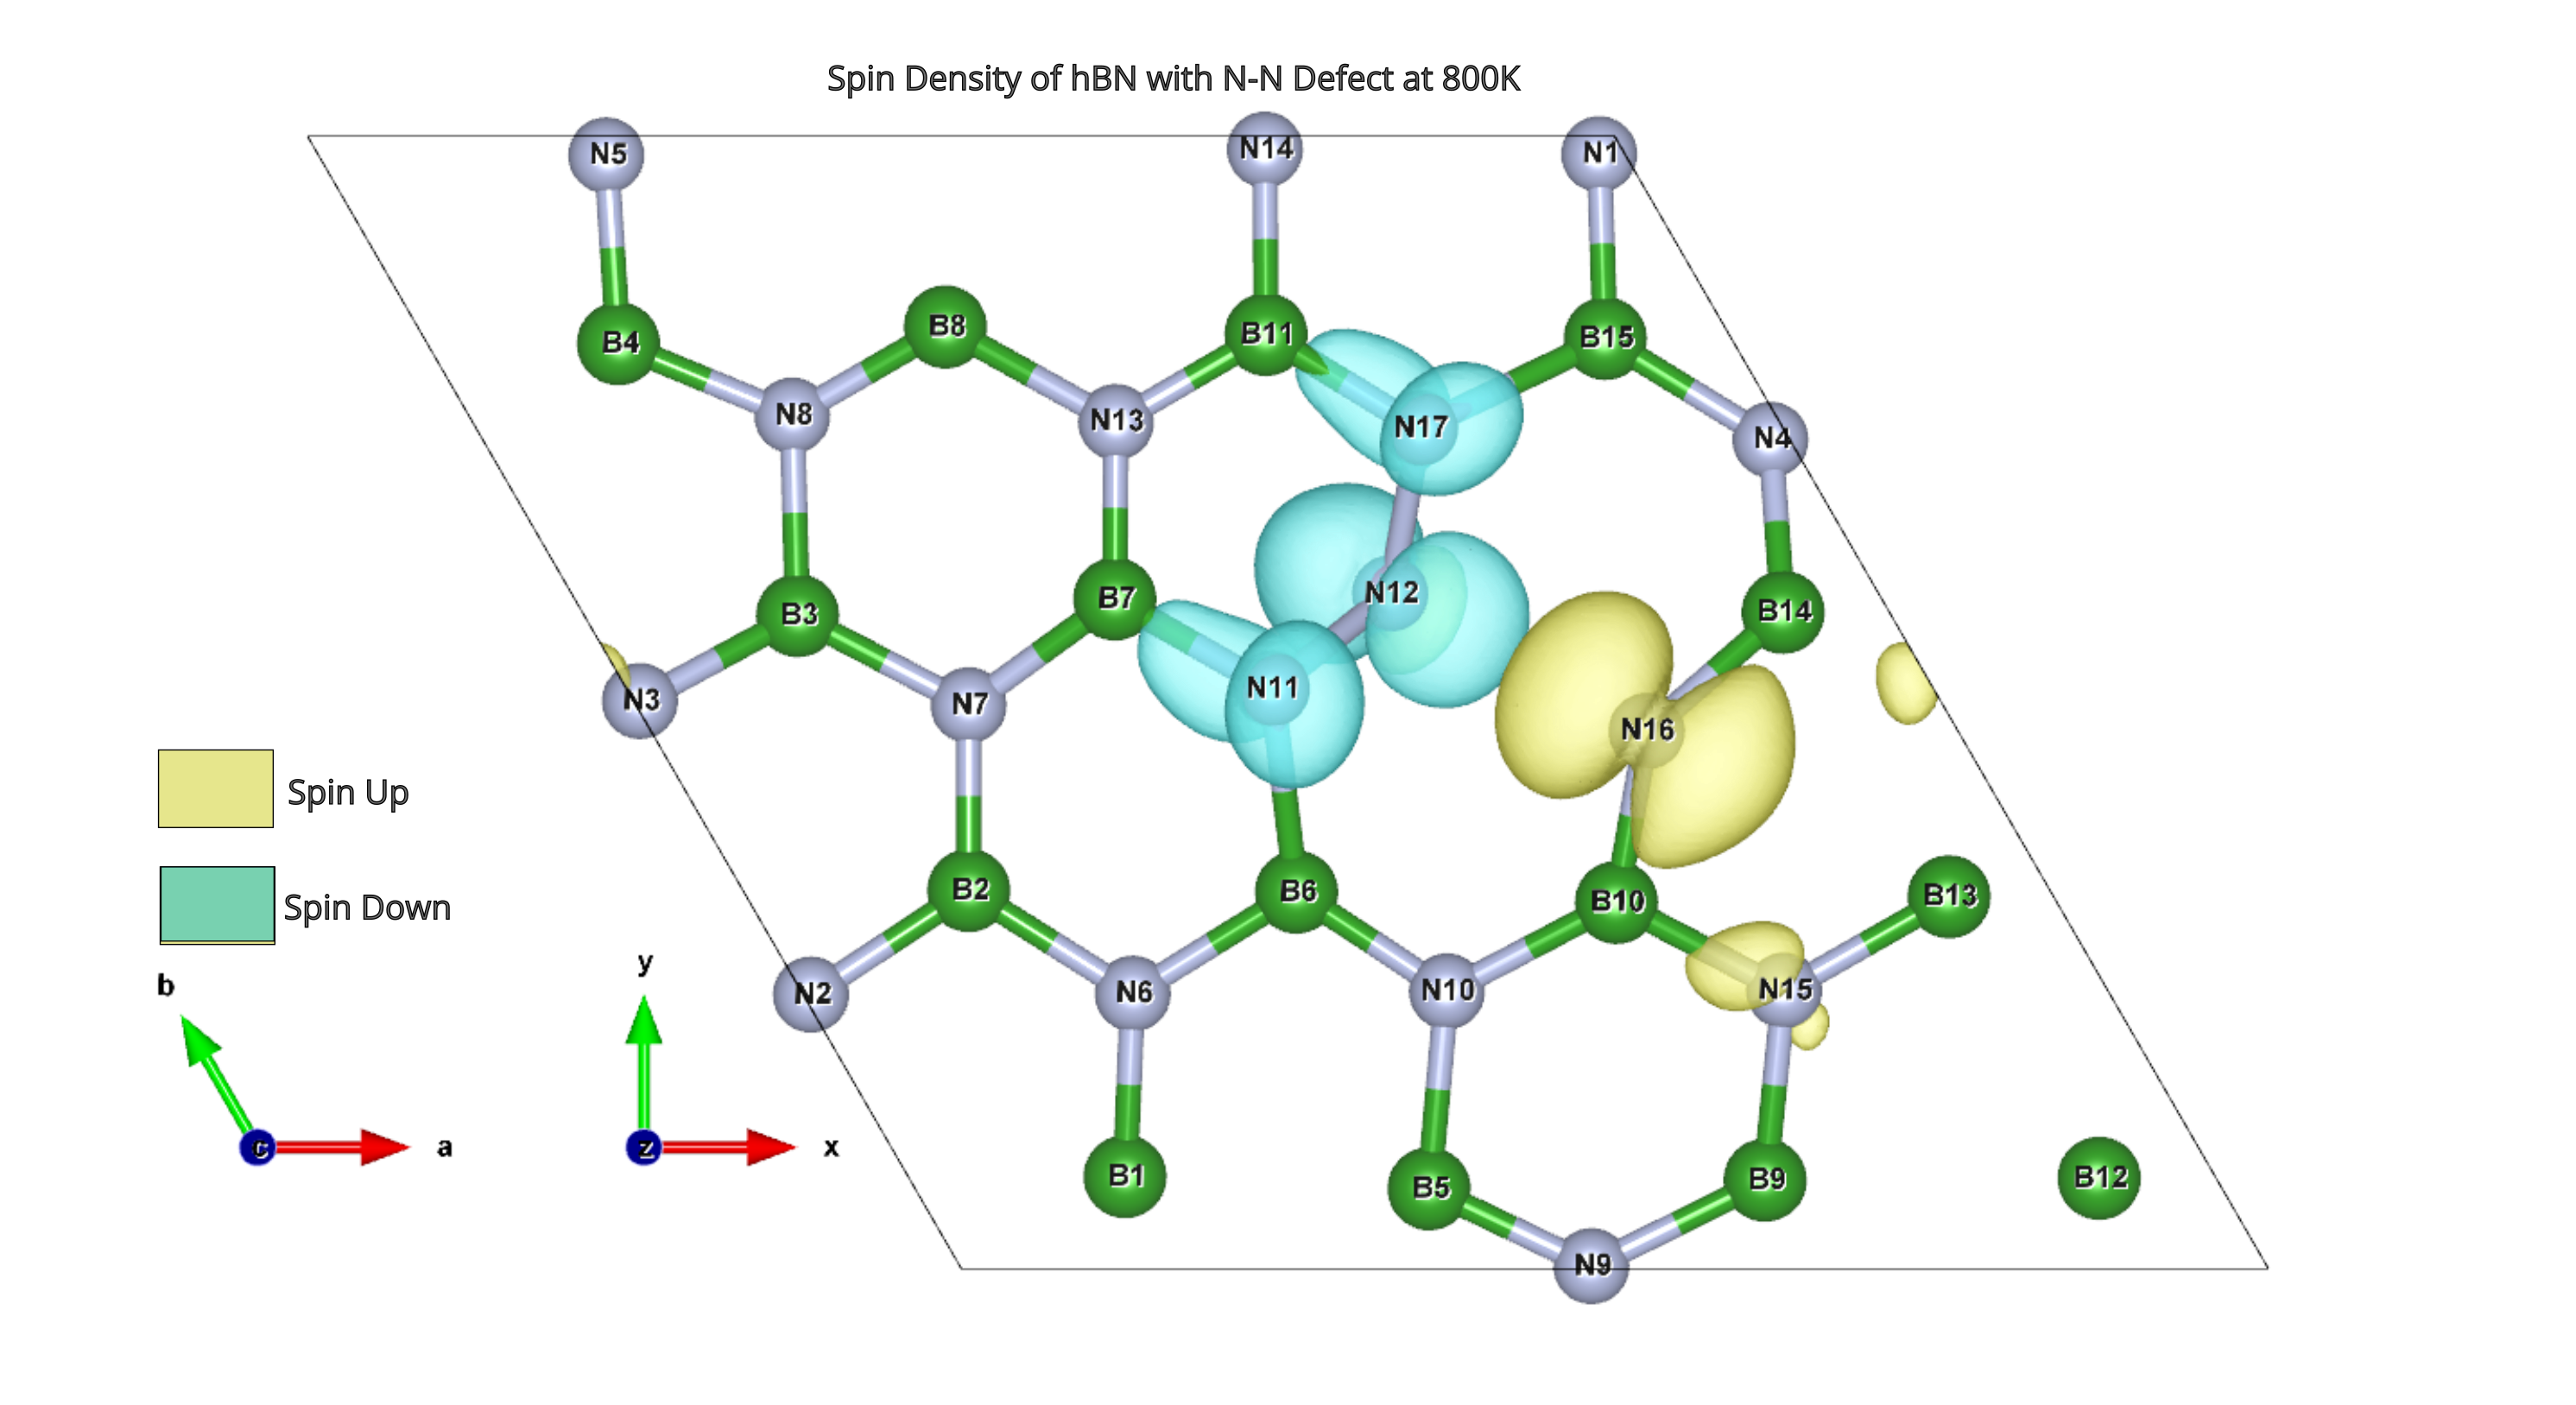 Spin Density of hBN with N-N Defect at 800K
N5
N14
N1
B4
B8
B11
B15
N8
N13
N17
N4
B3
B7
N12
B14
N3
N7
N11
N16
Spin Up
B2
B6
B10
B13
Spin Down
N2
N6
N10
N15
b
y
c
a
z
x
B1
B5
B9
B12
N9